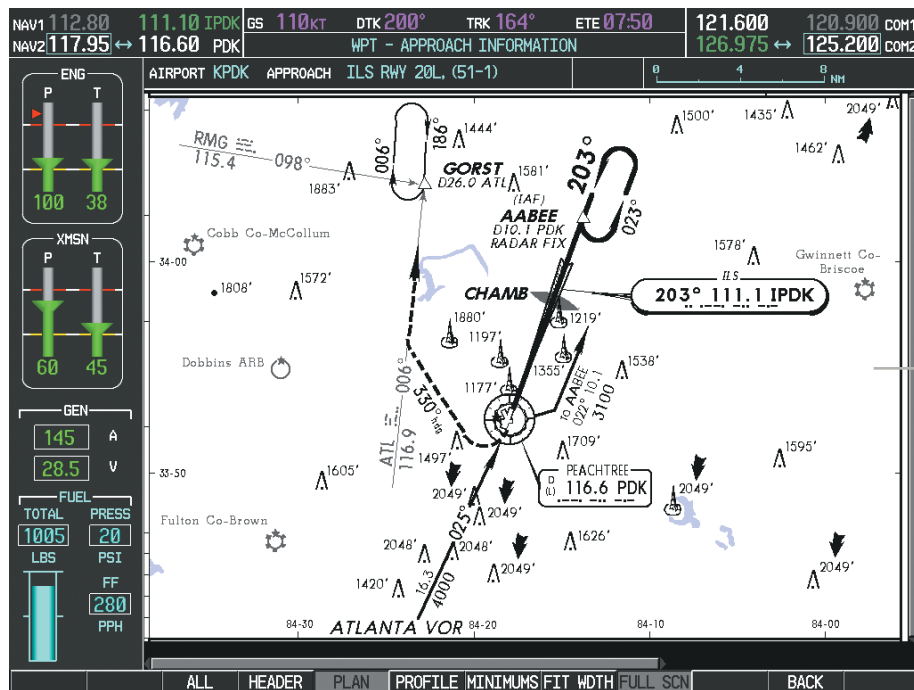 NAV1 112.80 111.10 IPDK
NAV2 117.95 ↔ 116.60 PDK
GS 110KT DTK 200° TRK 164° ETE 07:50
WPT - APPROACH INFORMATION
121.600 120.900 COM1
126.975 ↔ 125.200 COM2
AIRPORT KPDK APPROACH ILS RWY 20L, (51-1)
0 4 8 NM
ENG
P T
100 38
XMSN
P T
60 45
GEN
145 A
28.5 V
FUEL
TOTAL PRESS
1005 20
LBS PSI
FF
280
PPH
RMG
115.4
098°
006°
186°
1444'
GORST
D26.0 ATL
1883'
1581'
(IAF)
AABEE
D10.1 PDK
RADAR FIX
203°
023°
1500'
1435'
2049'
1462'
Cobb Co-McCollum
34-00
1808'
1572'
1578'
Gwinnett Co-
Briscoe
CHAMB
ILS
203° 111.1 IPDK
1880'
1197'
1219'
1355'
1538'
1177'
Dobbins ARB
006°
ATL
116.9
330° hdg
to AABEE
022° 10.1
3100
1497'
1709'
1595'
33-50
1605'
2049'
2049'
PEACHTREE
D
(L)
116.6 PDK
2049'
Fulton Co-Brown
025°
2048'
2048'
1626'
2049'
2049'
1420'
16.3
4000
84-30
84-20
84-10
84-00
ATLANTA VOR
ALL HEADER PLAN PROFILE MINIMUMS FIT WDTH FULL SCN BACK